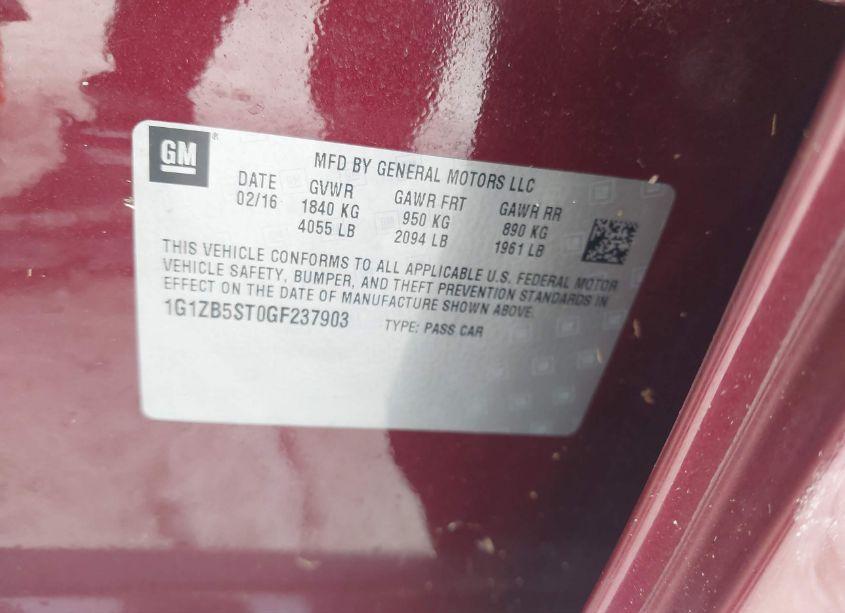 GM®
MFD BY GENERAL MOTORS LLC
DATE GVWR GAWR FRT GAWR RR
02/16 1840 KG 950 KG 890 KG
4055 LB 2094 LB 1961 LB
THIS VEHICLE CONFORMS TO ALL APPLICABLE U.S. FEDERAL MOTOR
VEHICLE SAFETY, BUMPER, AND THEFT PREVENTION STANDARDS IN
EFFECT ON THE DATE OF MANUFACTURE SHOWN ABOVE.
1G1ZB5ST0GF237903 TYPE: PASS CAR